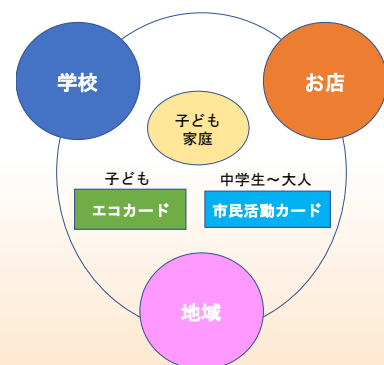 学校
お店
子ども
家庭
子ども
中学生～大人
エコカード
市民活動カード
地域